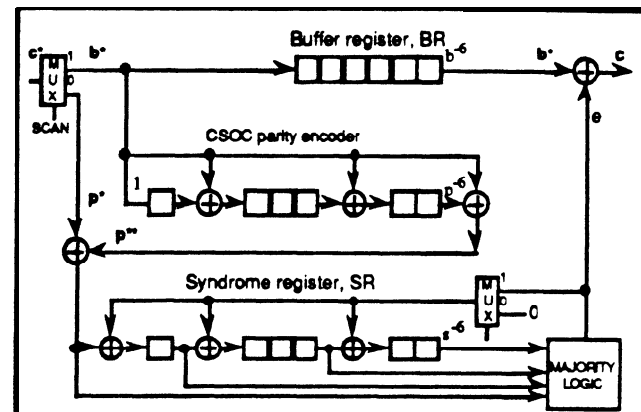 Buffer register, BR
c*
M U X
1
0
b*
b-6
b*
c
SCAN
e
CSOC parity encoder
1
p-6
p*
p**
Syndrome register, SR
M U X
1
0
0
s-6
MAJORITY
LOGIC